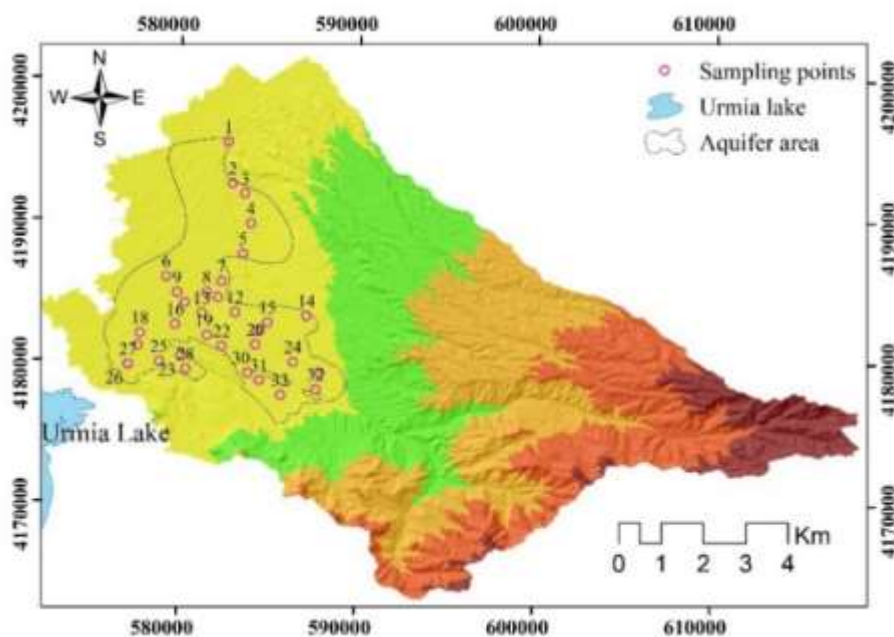 580000 590000 600000 610000
N
W E
S
Sampling points
Urmia lake
Aquifer area
4200000
4200000
4190000
4190000
4180000
4180000
4170000
4170000
1
2 3
4
5
6
7
9 8
13 12 14
16 15
18 19 22 20
27 25 24
26 23 28 30 31
33
Urmia Lake
Km
0 1 2 3 4
580000 590000 600000 610000